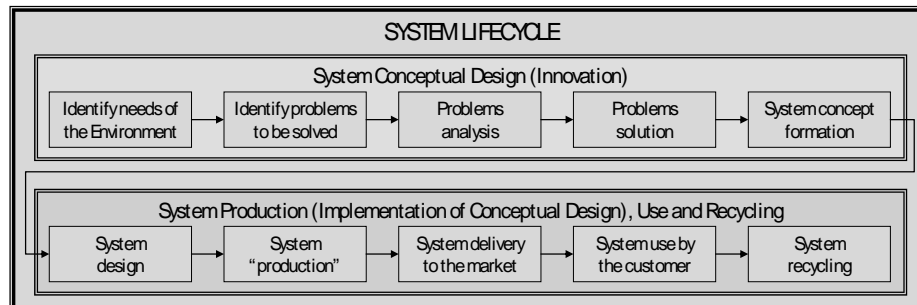 SYSTEM LIFECYCLE
System Conceptual Design (Innovation)
Identify needs of
the Environment
Identify problems
to be solved
Problems
analysis
Problems
solution
System concept
formation
System Production (Implementation of Conceptual Design), Use and Recycling
System
design
System
“production”
System delivery
to the market
System use by
the customer
System
recycling